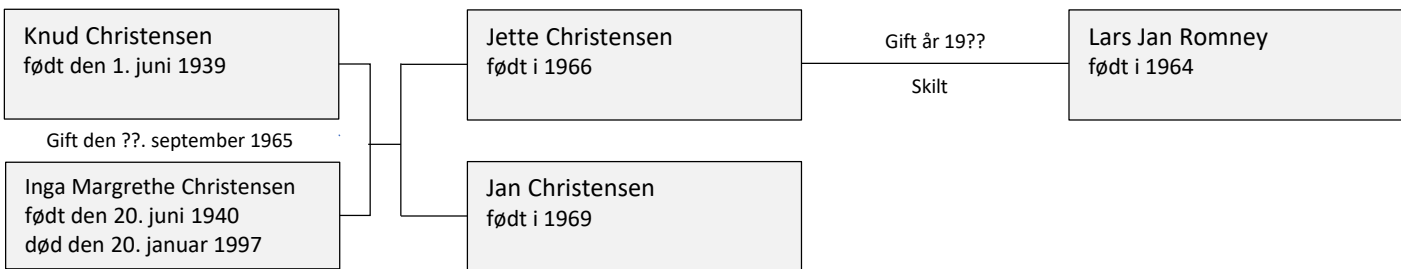 Knud Christensen
født den 1. juni 1939
Gift den ??. september 1965
Inga Margrethe Christensen
født den 20. juni 1940
død den 20. januar 1997
Jette Christensen
født i 1966
Jan Christensen
født i 1969
Gift år 19??
Skilt
Lars Jan Romney
født i 1964